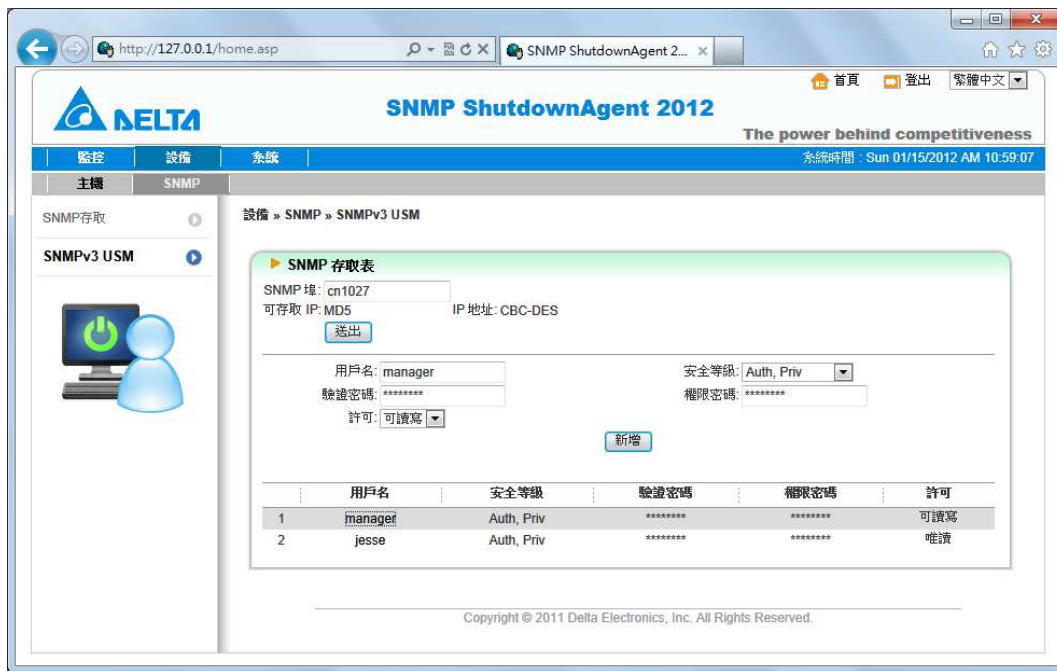 http://127.0.0.1/home.asp
SNMP ShutdownAgent 2...
首頁 登出 繁體中文
DELTA
SNMP ShutdownAgent 2012
The power behind competitiveness
監控 設備 系統 系統時間 : Sun 01/15/2012 AM 10:59:07
主機 SNMP
SNMP存取
SNMPv3 USM
設備 » SNMP » SNMPv3 USM
SNMP 存取表
SNMP 埠: cn1027
可存取 IP: MD5 IP 地址: CBC-DES
送出
用戶名: manager 安全等級: Auth, Priv
驗證密碼: ******** 權限密碼: ********
許可: 可讀寫
新增
用戶名 安全等級 驗證密碼 權限密碼 許可
1 manager Auth, Priv ******** ******** 可讀寫
2 jesse Auth, Priv ******** ******** 唯讀
Copyright © 2011 Delta Electronics, Inc. All Rights Reserved.